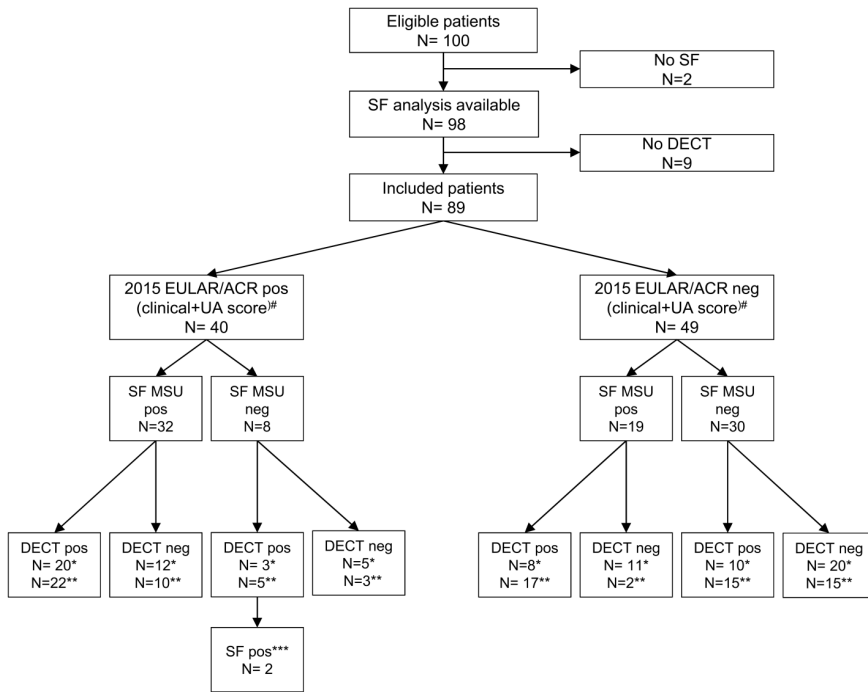 Eligible patients
N= 100
No SF
N=2
SF analysis available
N= 98
No DECT
N=9
Included patients
N= 89
2015 EULAR/ACR pos
(clinical+UA score)#
N= 40
2015 EULAR/ACR neg
(clinical+UA score)#
N= 49
SF MSU
pos
N=32
SF MSU
neg
N=8
SF MSU
pos
N=19
SF MSU
neg
N=30
DECT pos
N= 20*
N=22**
DECT neg
N=12*
N=10**
DECT pos
N= 3*
N=5**
DECT neg
N=5*
N=3**
DECT pos
N=8*
N= 17**
DECT neg
N= 11*
N=2**
DECT pos
N= 10*
N=15**
DECT neg
N= 20*
N=15**
SF pos***
N= 2